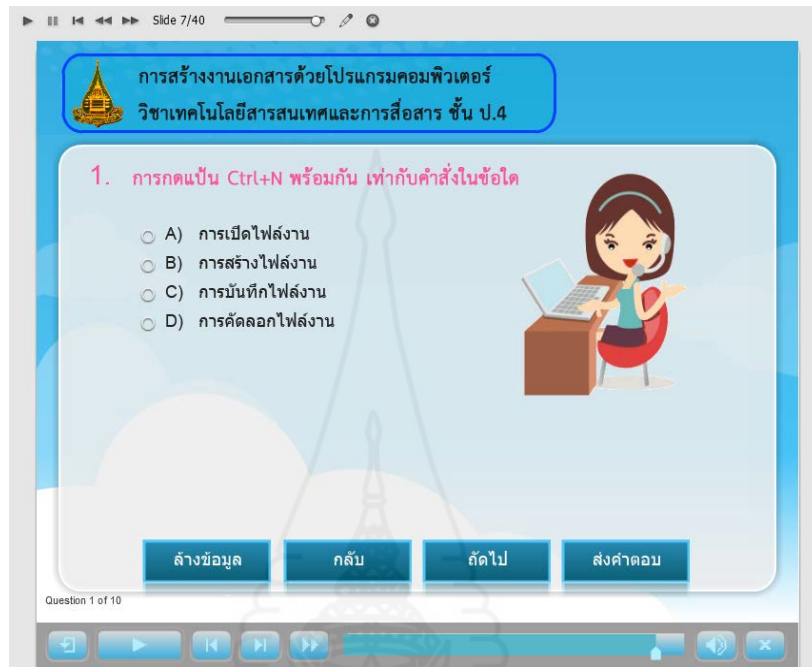 Slide 7/40
การสร้างงานเอกสารด้วยโปรแกรมคอมพิวเตอร์
วิชาเทคโนโลยีสารสนเทศและการสื่อสาร ชั้น ป.4
1. การกดแป้น Ctrl+N พร้อมกัน เท่ากับคำสั่งในข้อใด
A) การเปิดไฟล์งาน
B) การสร้างไฟล์งาน
C) การบันทึกไฟล์งาน
D) การคัดลอกไฟล์งาน
ล้างข้อมูล กลับ ถัดไป ส่งคำตอบ
Question 1 of 10